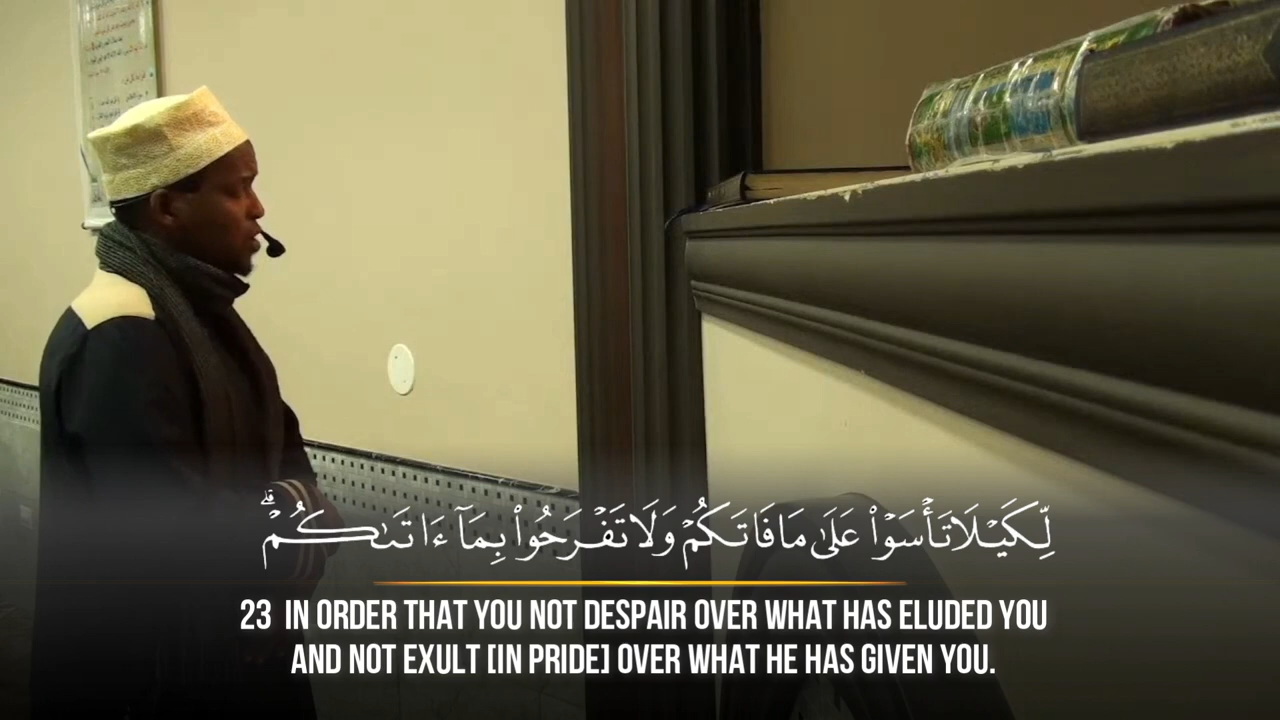 لِّكَيْلَا تَأْسَوْا۟ عَلَىٰ مَا فَاتَكُمْ وَلَا تَفْرَحُوا۟ بِمَآ ءَاتَىٰكُمْ ۗ
23 IN ORDER THAT YOU NOT DESPAIR OVER WHAT HAS ELUDED YOU
AND NOT EXULT [IN PRIDE] OVER WHAT HE HAS GIVEN YOU.